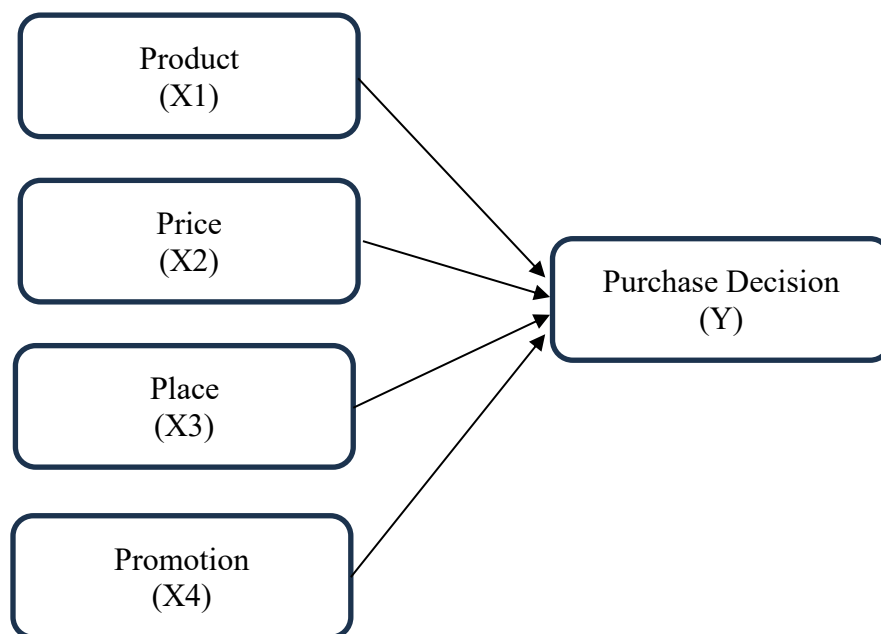 Product
(X1)
Price
(X2)
Place
(X3)
Promotion
(X4)
Purchase Decision
(Y)